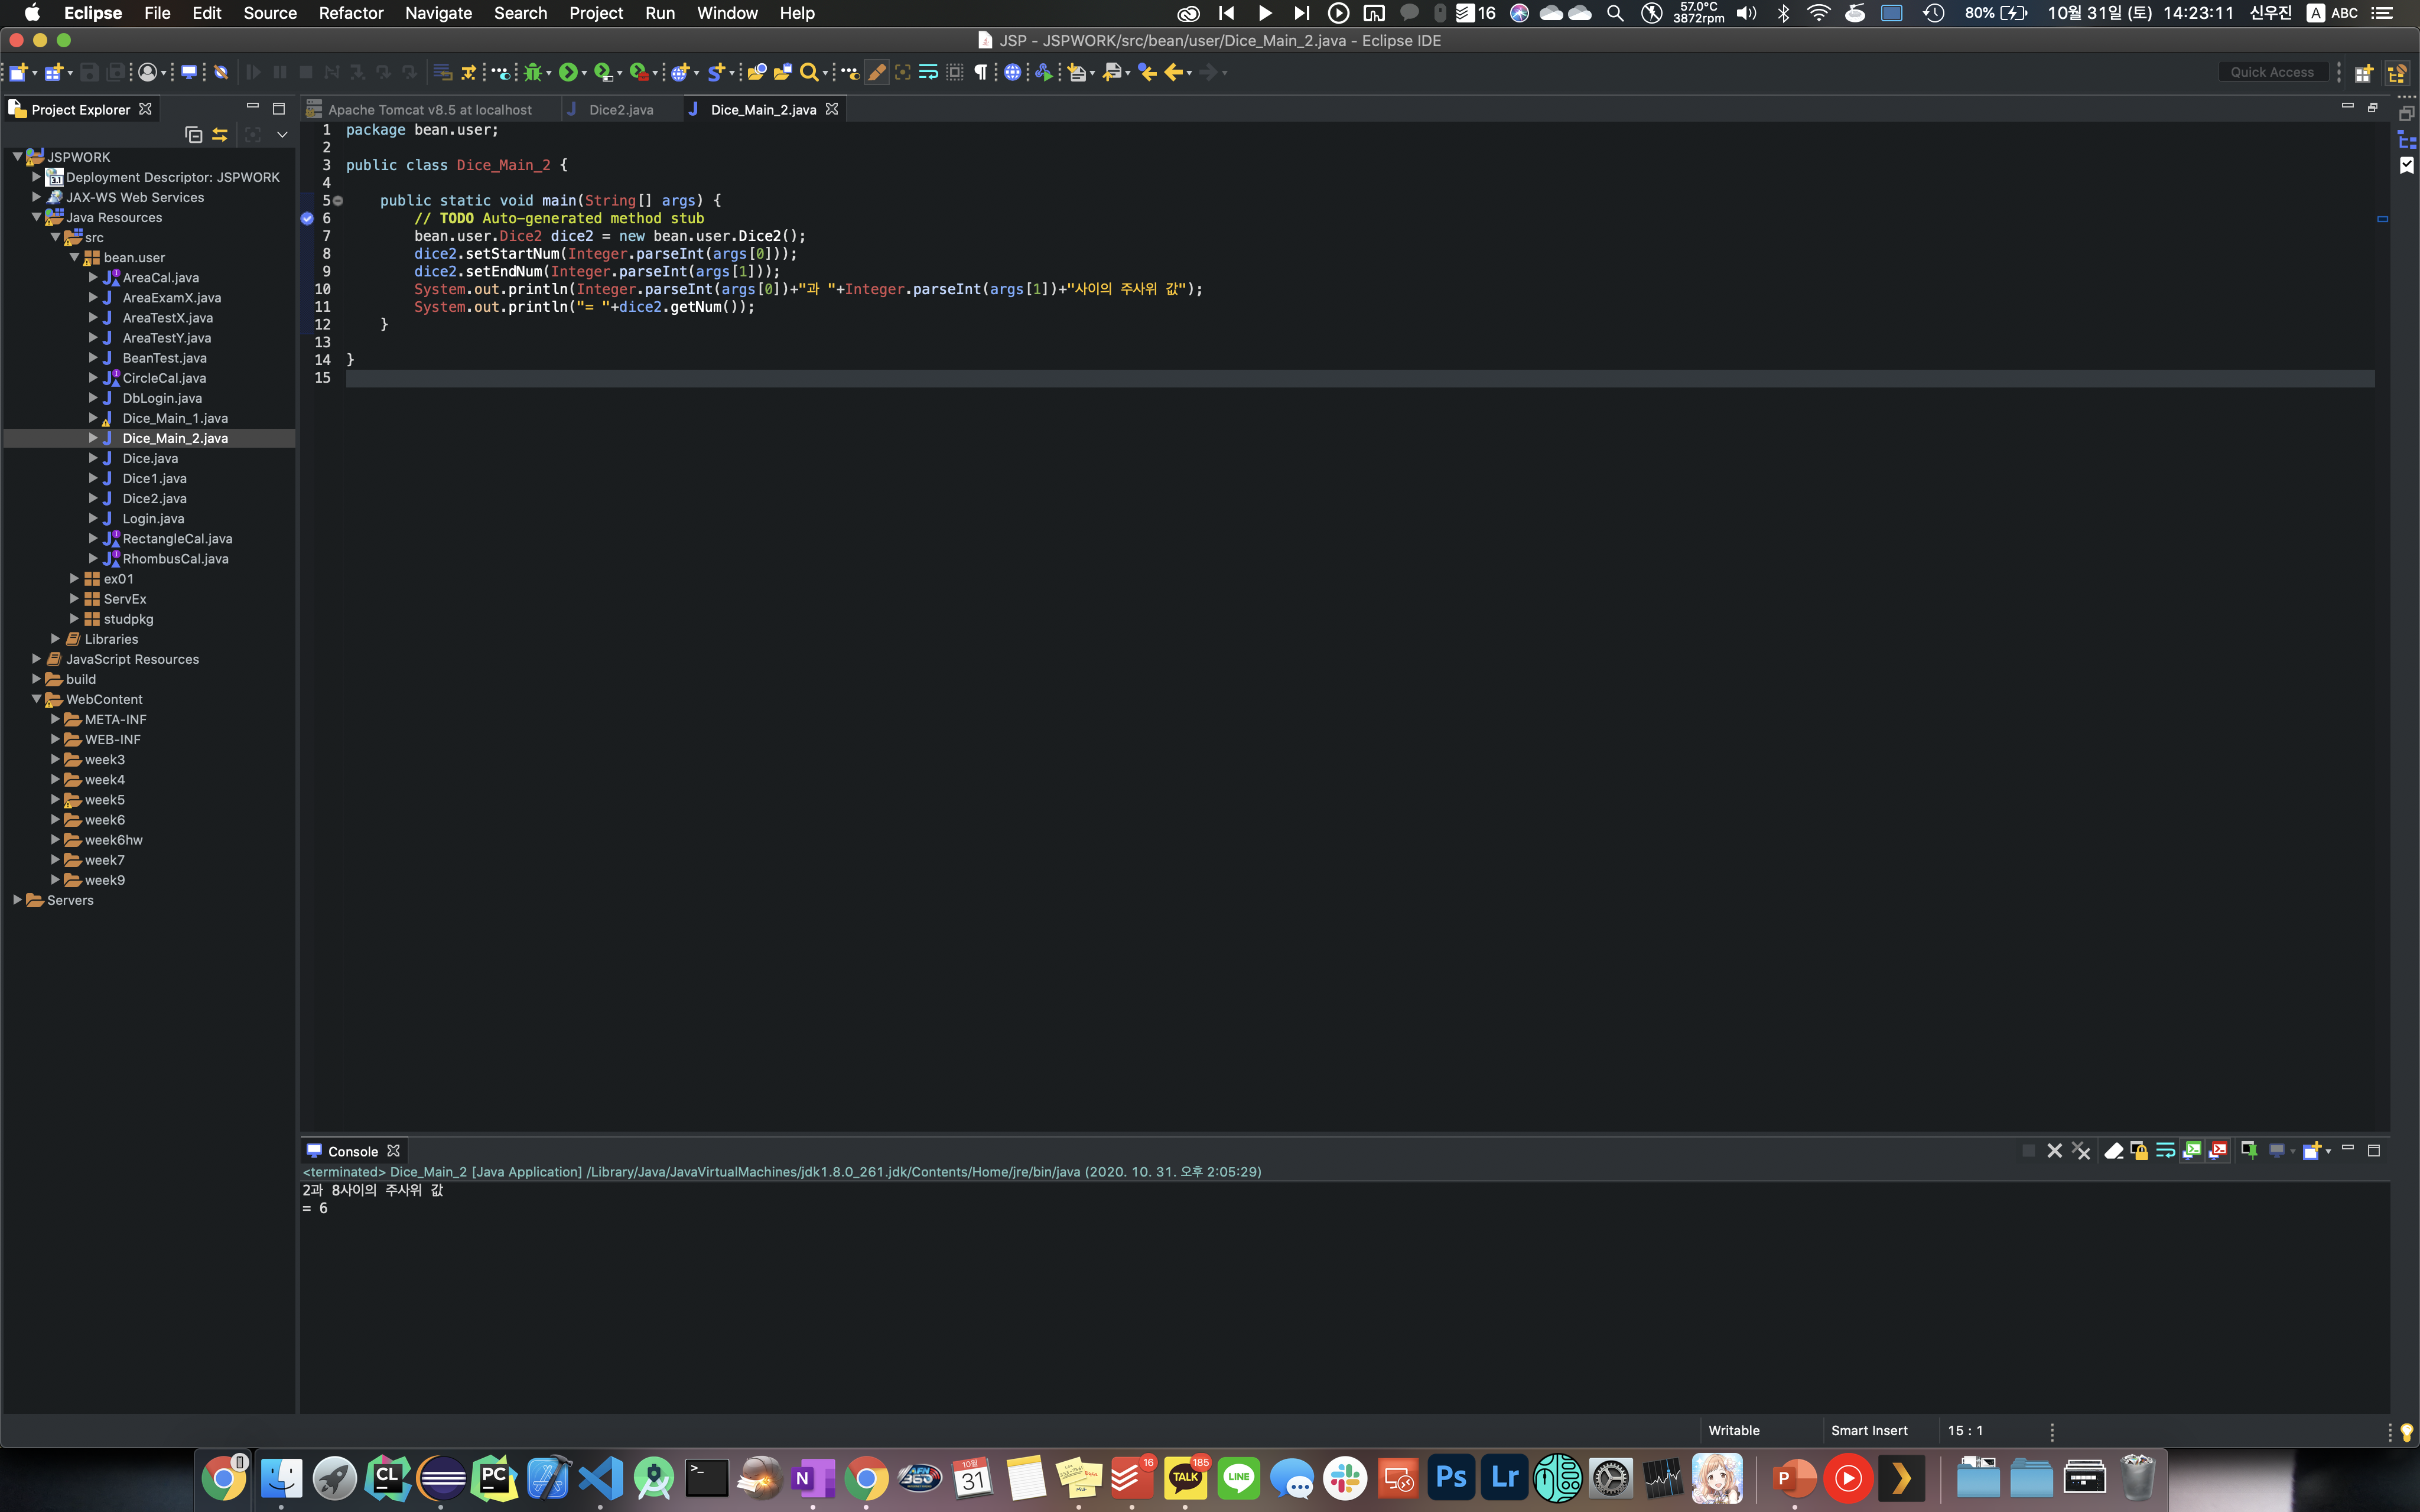 Eclipse File Edit Source Refactor Navigate Search Project Run Window Help 16 57.0°C 3872rpm 80% 10월 31일 (토) 14:23:11 신우진 A ABC
JSP - JSPWORK/src/bean/user/Dice_Main_2.java - Eclipse IDE
Quick Access
Project Explorer
JSPWORK
Deployment Descriptor: JSPWORK
JAX-WS Web Services
Java Resources
src
bean.user
AreaCal.java
AreaExamX.java
AreaTestX.java
AreaTestY.java
BeanTest.java
CircleCal.java
DbLogin.java
Dice_Main_1.java
Dice_Main_2.java
Dice.java
Dice1.java
Dice2.java
Login.java
RectangleCal.java
RhombusCal.java
ex01
ServEx
studpkg
Libraries
JavaScript Resources
build
WebContent
META-INF
WEB-INF
week3
week4
week5
week6
week6hw
week7
week9
Servers
Apache Tomcat v8.5 at localhost Dice2.java Dice_Main_2.java
1 package bean.user;
2
3 public class Dice_Main_2 {
4
5 public static void main(String[] args) {
6 // TODO Auto-generated method stub
7 bean.user.Dice2 dice2 = new bean.user.Dice2();
8 dice2.setStartNum(Integer.parseInt(args[0]));
9 dice2.setEndNum(Integer.parseInt(args[1]));
10 System.out.println(Integer.parseInt(args[0])+"과 "+Integer.parseInt(args[1])+"사이의 주사위 값");
11 System.out.println("= "+dice2.getNum());
12 }
13
14 }
15
Console
<terminated> Dice_Main_2 [Java Application] /Library/Java/JavaVirtualMachines/jdk1.8.0_261.jdk/Contents/Home/jre/bin/java (2020. 10. 31. 오후 2:05:29)
2과 8사이의 주사위 값
= 6
Writable Smart Insert 15 : 1
CL PC N 10월 31 16 TALK 185 LINE Ps Lr P